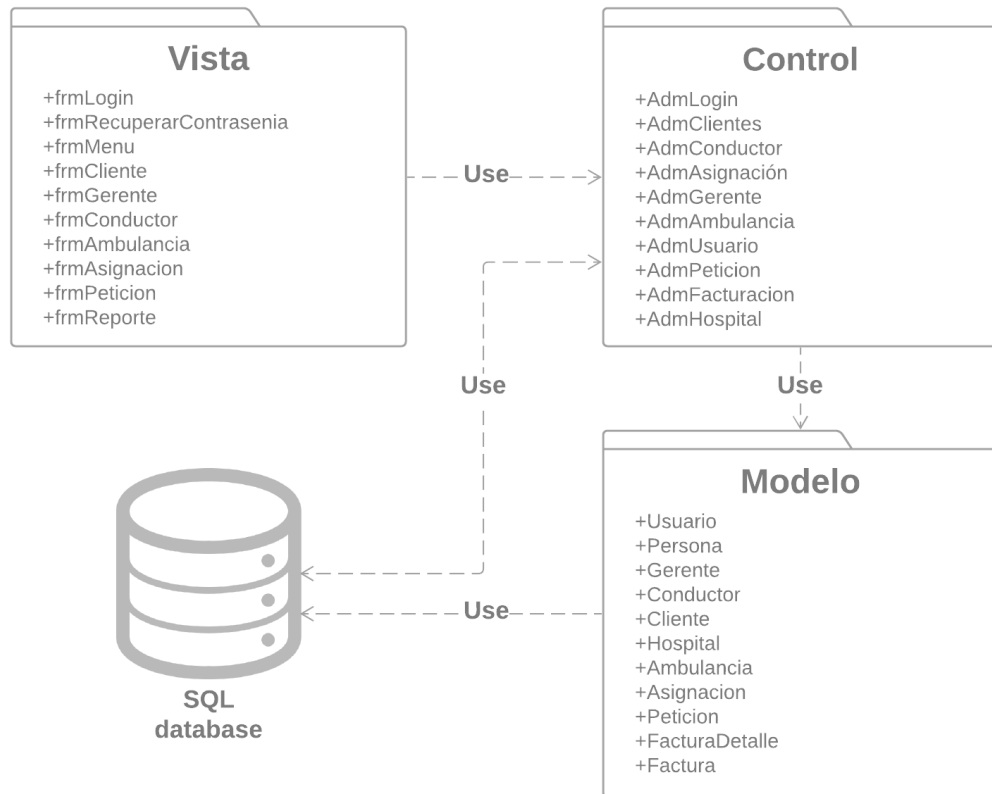 Vista
+frmLogin
+frmRecuperarContrasenia
+frmMenu
+frmCliente
+frmGerente
+frmConductor
+frmAmbulancia
+frmAsignacion
+frmPeticion
+frmReporte
Use
Control
+AdmLogin
+AdmClientes
+AdmConductor
+AdmAsignación
+AdmGerente
+AdmAmbulancia
+AdmUsuario
+AdmPeticion
+AdmFacturacion
+AdmHospital
Use
Use
Modelo
+Usuario
+Persona
+Gerente
+Conductor
+Cliente
+Hospital
+Ambulancia
+Asignacion
+Peticion
+FacturaDetalle
+Factura
Use
SQL
database